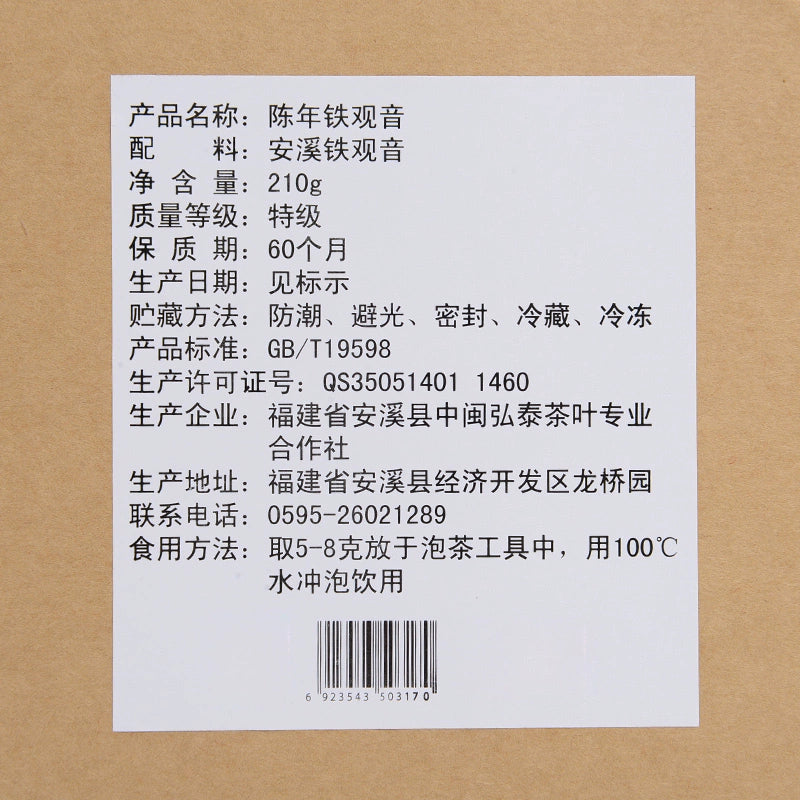 产品名称：陈年铁观音
配 料：安溪铁观音
净 含 量：210g
质量等级：特级
保 质 期：60个月
生产日期：见标示
贮藏方法：防潮、避光、密封、冷藏、冷冻
产品标准：GB/T19598
生产许可证号：QS35051401 1460
生产企业：福建省安溪县中闽弘泰茶叶专业
合作社
生产地址：福建省安溪县经济开发区龙桥园
联系电话：0595-26021289
食用方法：取5-8克放于泡茶工具中，用100℃
水冲泡饮用
6 923543 503170